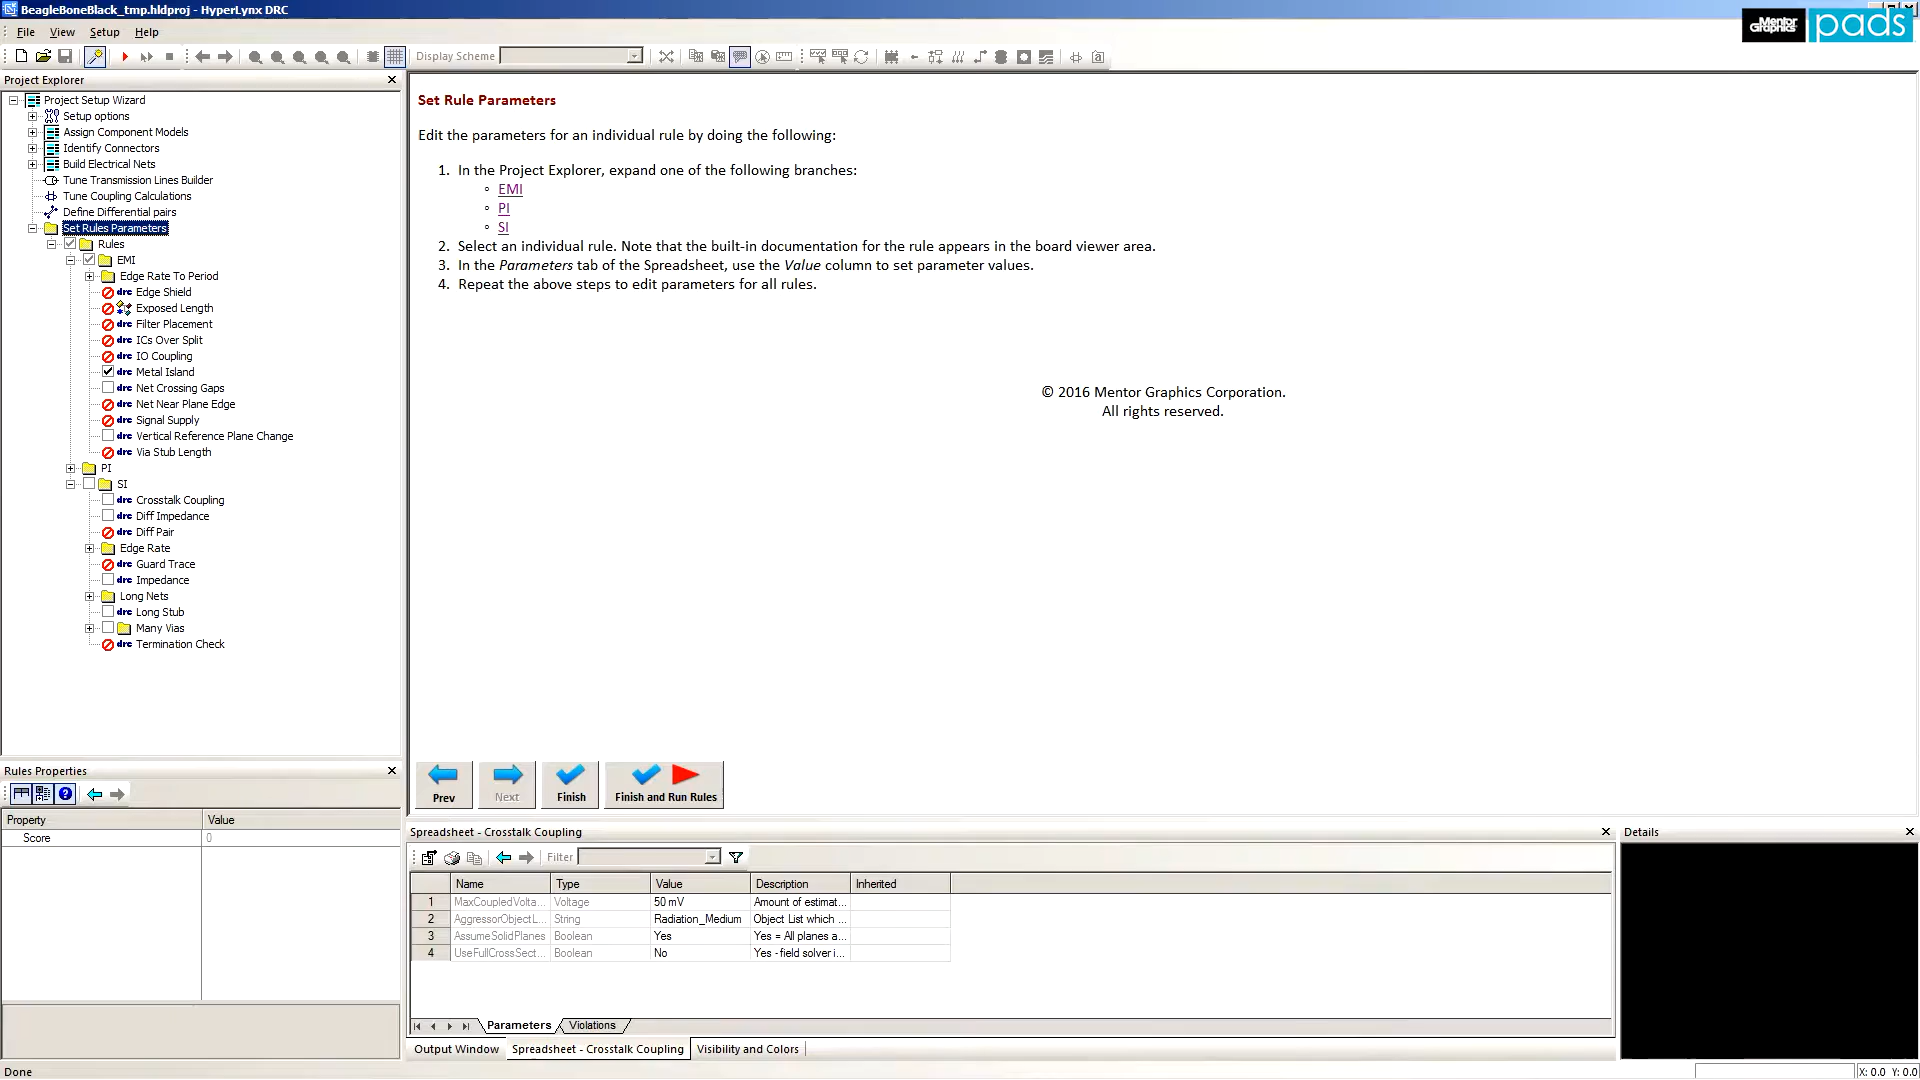 BeagleBoneBlack_tmp.hldproj - HyperLynx DRC
Mentor Graphics pads
File View Setup Help
Display Scheme
Project Explorer
Project Setup Wizard
Setup options
Assign Component Models
Identify Connectors
Build Electrical Nets
Tune Transmission Lines Builder
Tune Coupling Calculations
Define Differential pairs
Set Rules Parameters
Rules
EMI
Edge Rate To Period
drc Edge Shield
Exposed Length
drc Filter Placement
drc ICs Over Split
drc IO Coupling
drc Metal Island
drc Net Crossing Gaps
drc Net Near Plane Edge
drc Signal Supply
drc Vertical Reference Plane Change
drc Via Stub Length
PI
SI
drc Crosstalk Coupling
drc Diff Impedance
drc Diff Pair
Edge Rate
drc Guard Trace
drc Impedance
Long Nets
drc Long Stub
Many Vias
drc Termination Check
Set Rule Parameters
Edit the parameters for an individual rule by doing the following:
1. In the Project Explorer, expand one of the following branches:
EMI
PI
SI
2. Select an individual rule. Note that the built-in documentation for the rule appears in the board viewer area.
3. In the Parameters tab of the Spreadsheet, use the Value column to set parameter values.
4. Repeat the above steps to edit parameters for all rules.
© 2016 Mentor Graphics Corporation.
All rights reserved.
Prev Next Finish Finish and Run Rules
Rules Properties
Property Value
Score 0
Spreadsheet - Crosstalk Coupling
Filter
Name Type Value Description Inherited
1 MaxCoupledVolta... Voltage 50 mV Amount of estimat...
2 AggressorObjectL... String Radiation_Medium Object List which ...
3 AssumeSolidPlanes Boolean Yes Yes = All planes a...
4 UseFullCrossSect... Boolean No Yes - field solver i...
Parameters Violations
Output Window Spreadsheet - Crosstalk Coupling Visibility and Colors
Details
Done
X: 0.0 Y: 0.0